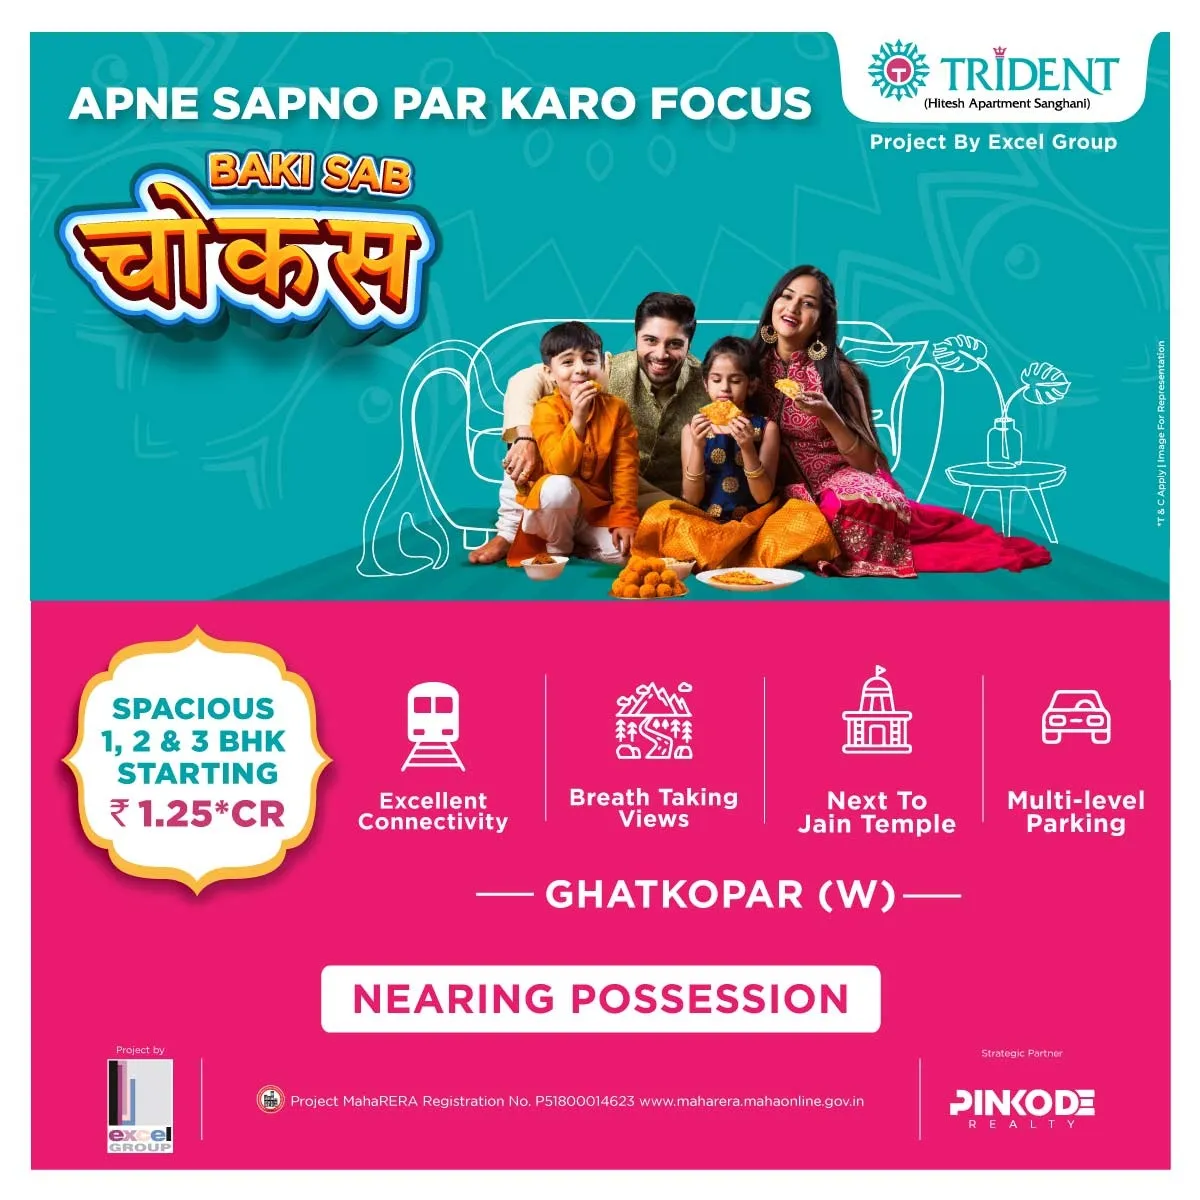 APNE SAPNO PAR KARO FOCUS
BAKI SAB
चोकस
TRIDENT
(Hitesh Apartment Sanghani)
Project By Excel Group
*T & C Apply | Image For Representation
SPACIOUS
1, 2 & 3 BHK
STARTING
₹ 1.25*CR
Excellent
Connectivity
Breath Taking
Views
Next To
Jain Temple
Multi-level
Parking
GHATKOPAR (W)
NEARING POSSESSION
Project by
excel
GROUP
Project MahaRERA Registration No. P51800014623 www.maharera.mahaonline.gov.in
Strategic Partner
PINKODE
REALTY